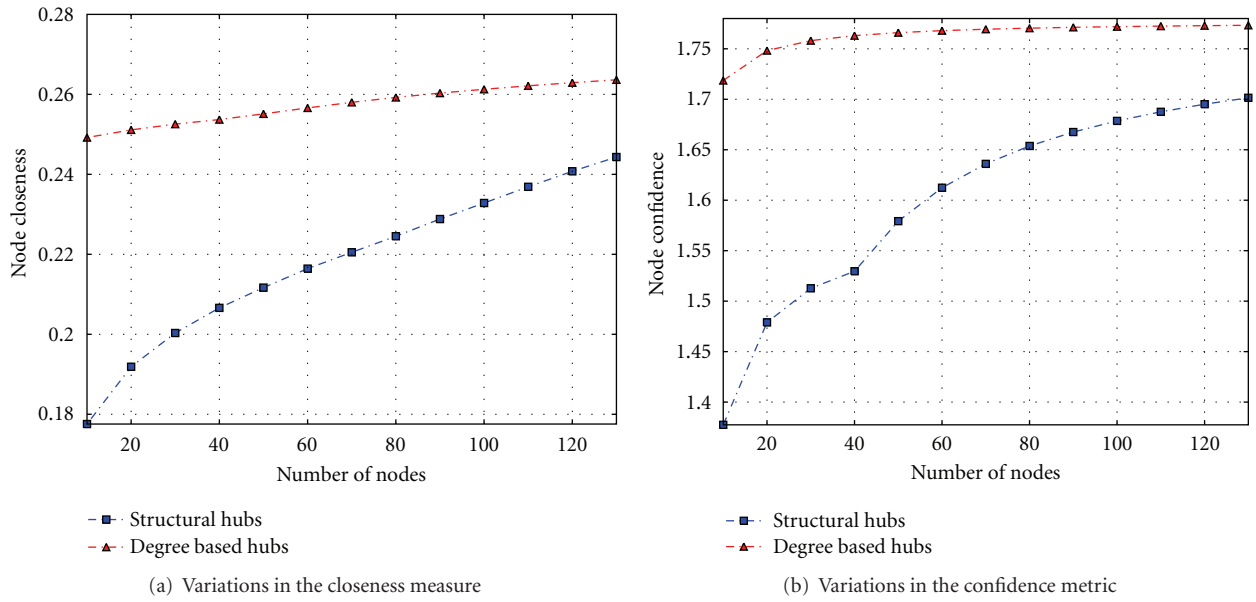 0.28
0.26
0.24
0.22
0.2
0.18
Node closeness
20 40 60 80 100 120
Number of nodes
Structural hubs
Degree based hubs
(a) Variations in the closeness measure
1.75
1.7
1.65
1.6
1.55
1.5
1.45
1.4
Node confidence
20 40 60 80 100 120
Number of nodes
Structural hubs
Degree based hubs
(b) Variations in the confidence metric